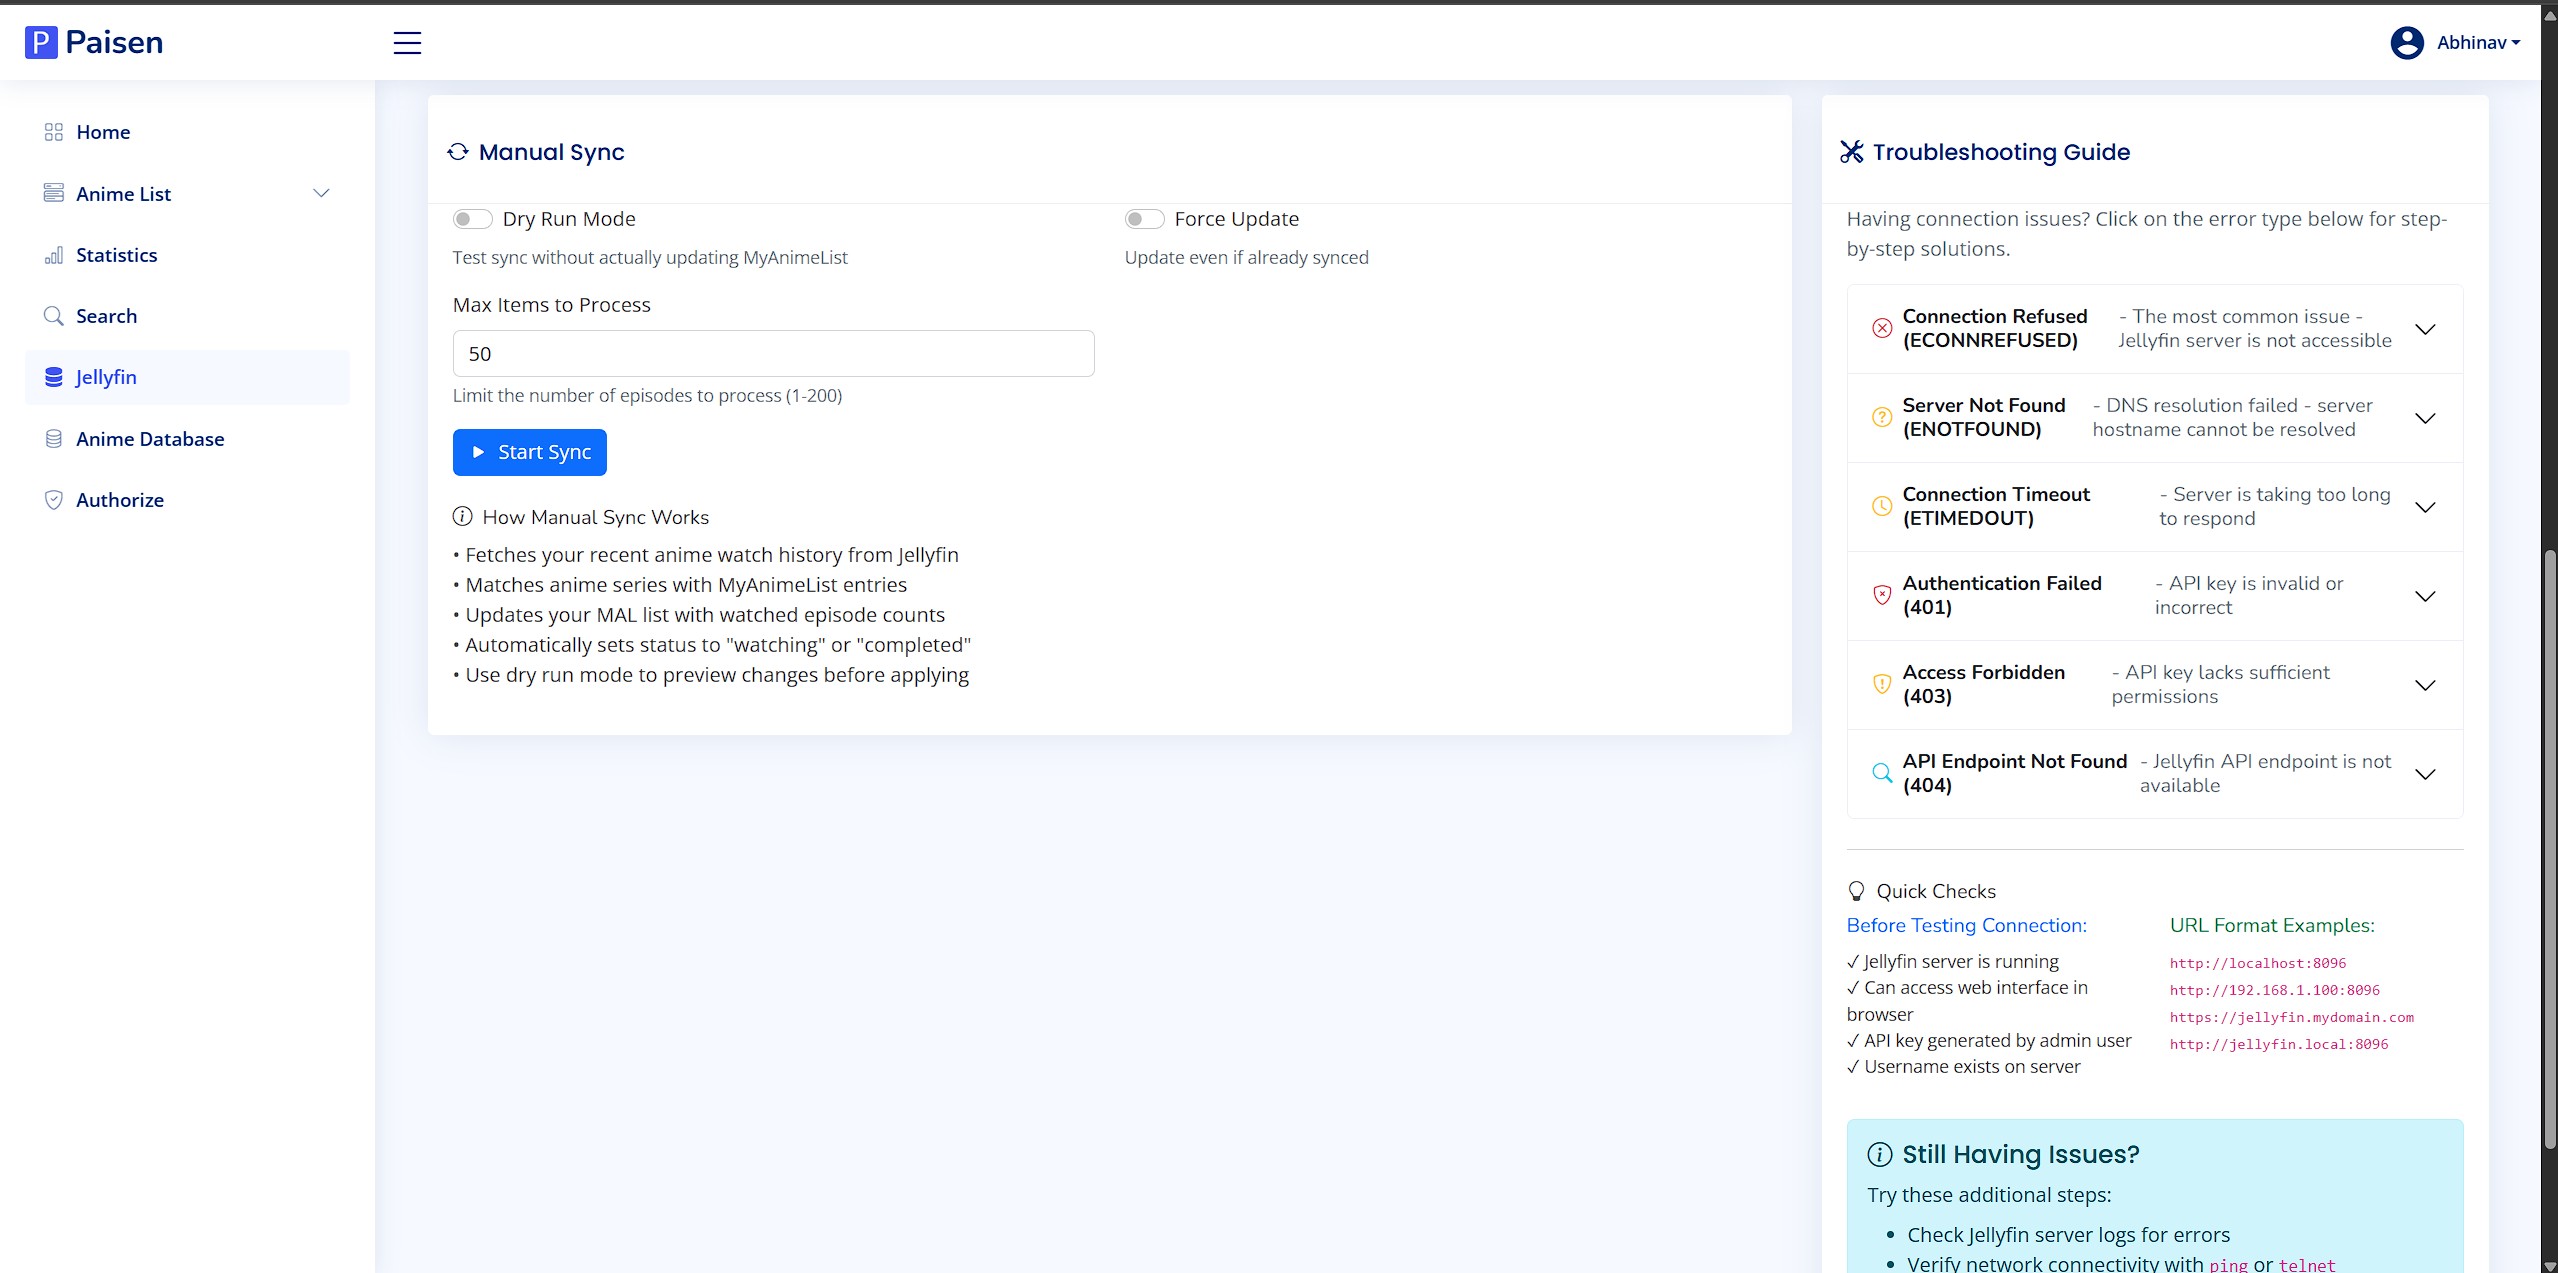 P Paisen
Abhinav
Home
Anime List
Statistics
Search
Jellyfin
Anime Database
Authorize
Manual Sync
Dry Run Mode
Test sync without actually updating MyAnimeList
Force Update
Update even if already synced
Max Items to Process
50
Limit the number of episodes to process (1-200)
Start Sync
How Manual Sync Works
• Fetches your recent anime watch history from Jellyfin
• Matches anime series with MyAnimeList entries
• Updates your MAL list with watched episode counts
• Automatically sets status to "watching" or "completed"
• Use dry run mode to preview changes before applying
Troubleshooting Guide
Having connection issues? Click on the error type below for step-
by-step solutions.
Connection Refused
(ECONNREFUSED)
- The most common issue -
Jellyfin server is not accessible
Server Not Found
(ENOTFOUND)
- DNS resolution failed - server
hostname cannot be resolved
Connection Timeout
(ETIMEDOUT)
- Server is taking too long
to respond
Authentication Failed
(401)
- API key is invalid or
incorrect
Access Forbidden
(403)
- API key lacks sufficient
permissions
API Endpoint Not Found
(404)
- Jellyfin API endpoint is not
available
Quick Checks
Before Testing Connection:
✓ Jellyfin server is running
✓ Can access web interface in
browser
✓ API key generated by admin user
✓ Username exists on server
URL Format Examples:
http://localhost:8096
http://192.168.1.100:8096
https://jellyfin.mydomain.com
http://jellyfin.local:8096
Still Having Issues?
Try these additional steps:
• Check Jellyfin server logs for errors
• Verify network connectivity with ping or telnet